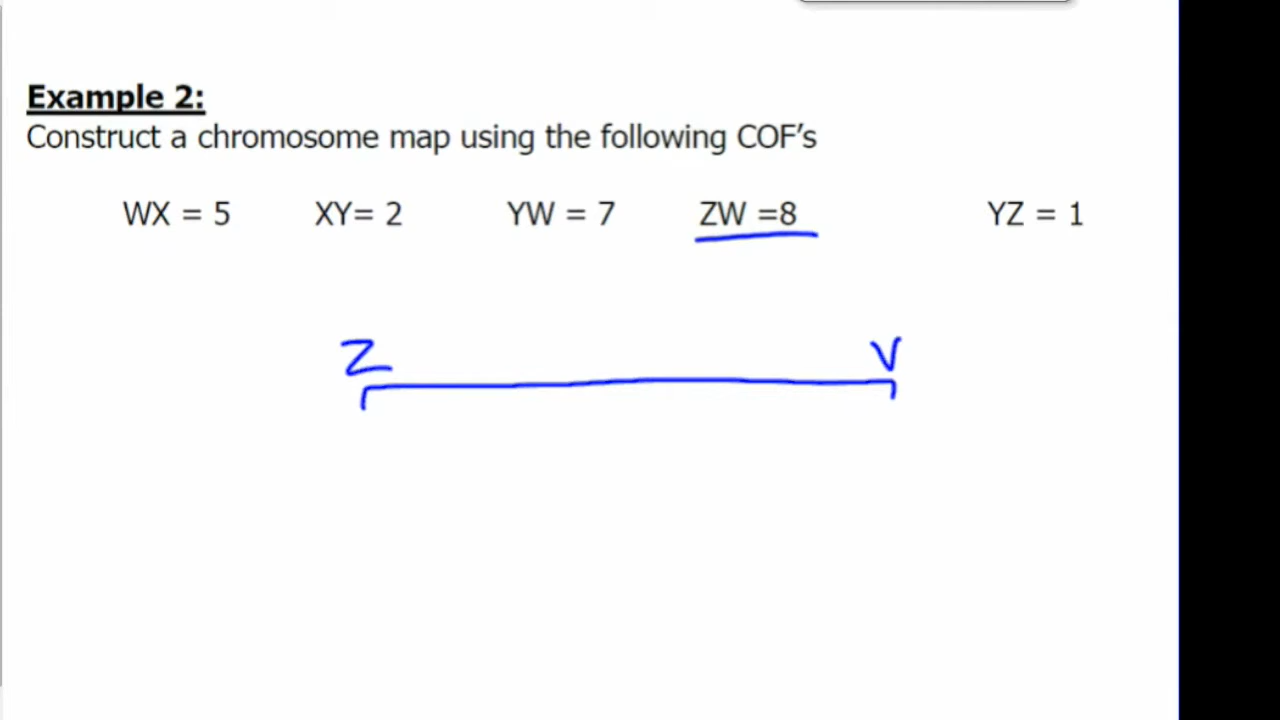 Example 2:
Construct a chromosome map using the following COF's
WX = 5 XY= 2 YW = 7 ZW =8 YZ = 1
Z V